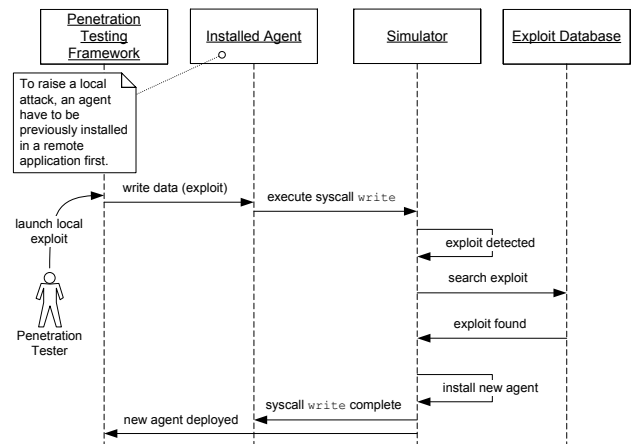 Penetration
Testing
Framework
Installed Agent
Simulator
Exploit Database
To raise a local
attack, an agent
have to be
previously installed
in a remote
application first.
write data (exploit)
execute syscall write
launch local
exploit
exploit detected
search exploit
Penetration
Tester
exploit found
install new agent
syscall write complete
new agent deployed